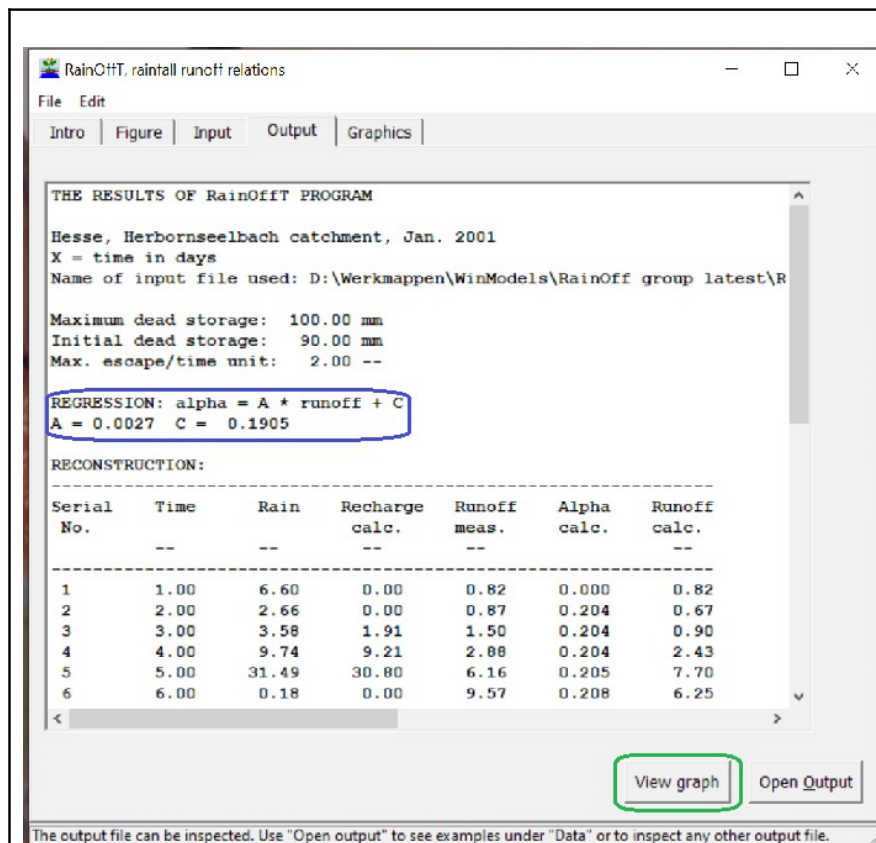 RainOffT, rainfall runoff relations
File Edit
Intro Figure Input Output Graphics
THE RESULTS OF RainOffT PROGRAM
Hesse, Herbornseelbach catchment, Jan. 2001
X = time in days
Name of input file used: D:\Werkmappen\WinModels\RainOff group latest\R
Maximum dead storage: 100.00 mm
Initial dead storage: 90.00 mm
Max. escape/time unit: 2.00 --
REGRESSION: alpha = A * runoff + C
A = 0.0027 C = 0.1905
RECONSTRUCTION:
Serial Time Rain Recharge Runoff Alpha Runoff
No. calc. meas. calc. calc.
-- -- -- -- --
1 1.00 6.60 0.00 0.82 0.000 0.82
2 2.00 2.66 0.00 0.87 0.204 0.67
3 3.00 3.58 1.91 1.50 0.204 0.90
4 4.00 9.74 9.21 2.88 0.204 2.43
5 5.00 31.49 30.80 6.16 0.205 7.70
6 6.00 0.18 0.00 9.57 0.208 6.25
View graph Open Output
The output file can be inspected. Use "Open output" to see examples under "Data" or to inspect any other output file.